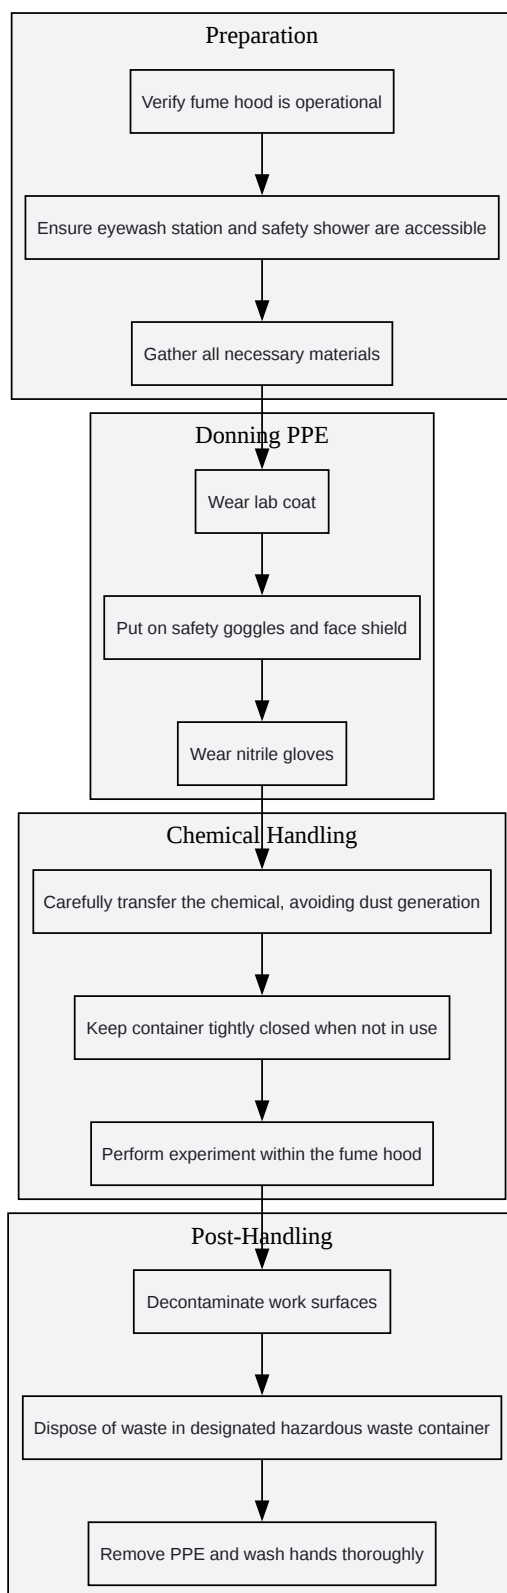 Preparation
Verify fume hood is operational
Ensure eyewash station and safety shower are accessible
Gather all necessary materials
Donning PPE
Wear lab coat
Put on safety goggles and face shield
Wear nitrile gloves
Chemical Handling
Carefully transfer the chemical, avoiding dust generation
Keep container tightly closed when not in use
Perform experiment within the fume hood
Post-Handling
Decontaminate work surfaces
Dispose of waste in designated hazardous waste container
Remove PPE and wash hands thoroughly